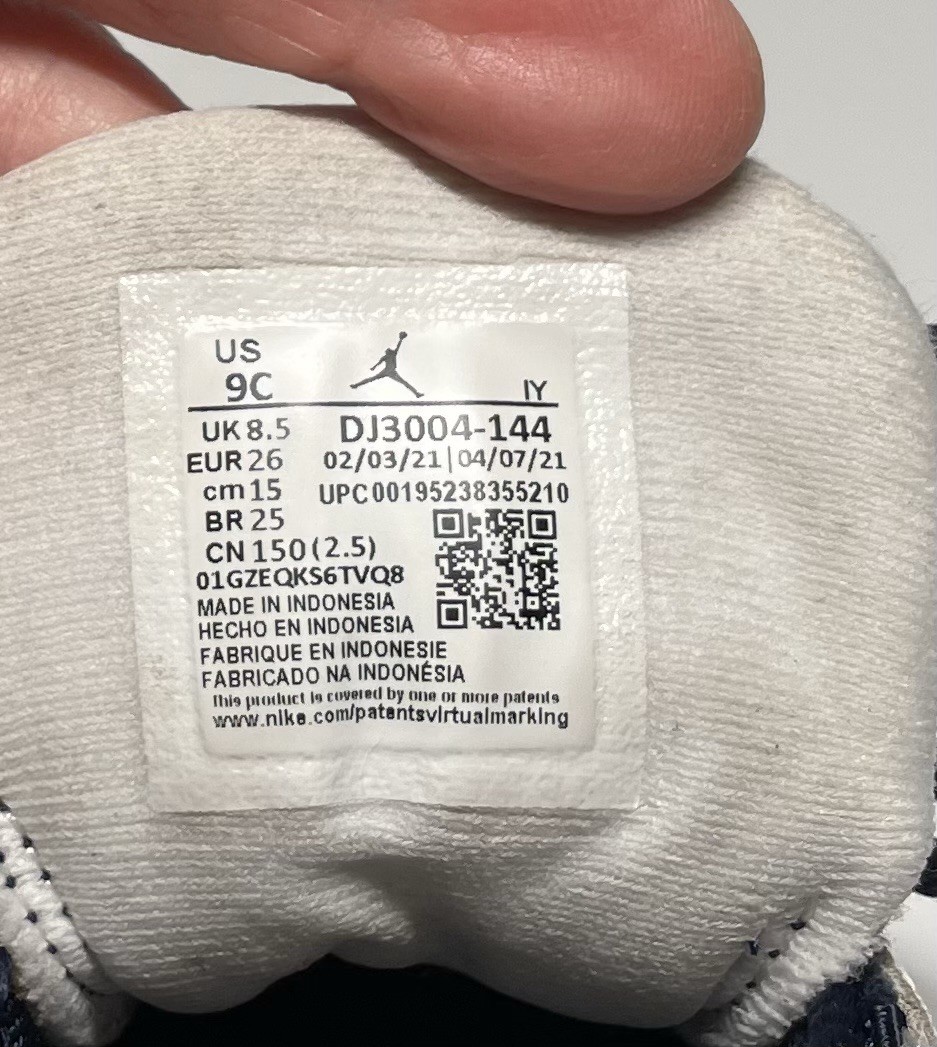 US
9C
IY
UK 8.5 DJ3004-144
EUR 26 02/03/21|04/07/21
cm 15 UPC 00195238355210
BR 25
CN 150 (2.5)
01GZEQKS6TVQ8
MADE IN INDONESIA
HECHO EN INDONESIA
FABRIQUE EN INDONESIE
FABRICADO NA INDONÉSIA
This product is covered by one or more patents
www.nike.com/patentsvirtualmarking